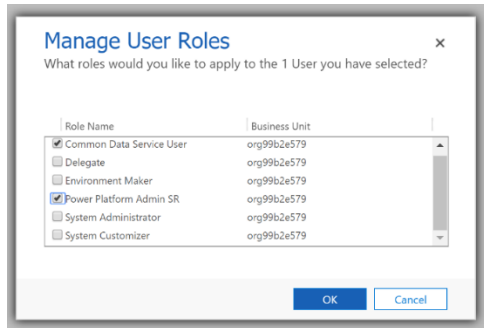 Manage User Roles
What roles would you like to apply to the 1 User you have selected?
Role Name Business Unit
Common Data Service User org99b2e579
Delegate org99b2e579
Environment Maker org99b2e579
Power Platform Admin SR org99b2e579
System Administrator org99b2e579
System Customizer org99b2e579
OK Cancel